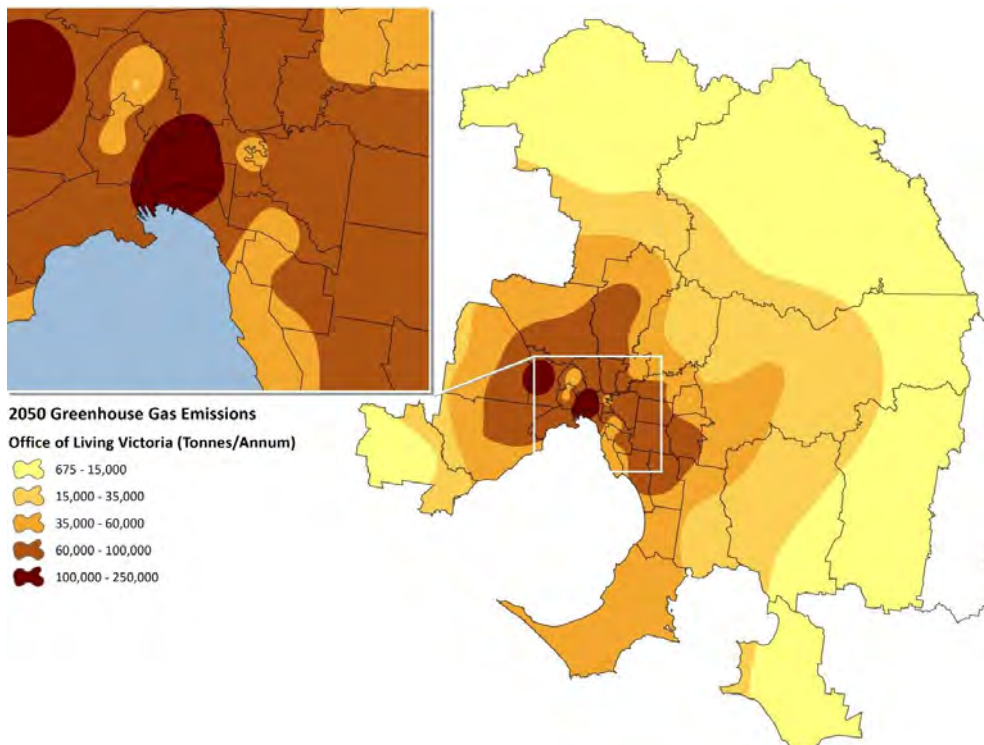 2050 Greenhouse Gas Emissions
Office of Living Victoria (Tonnes/Annum)
675 - 15,000
15,000 - 35,000
35,000 - 60,000
60,000 - 100,000
100,000 - 250,000